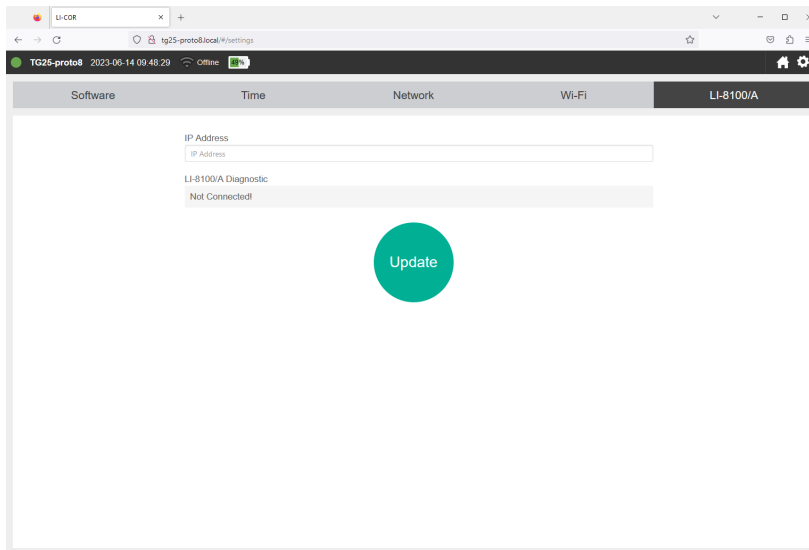 LI-COR
tg25-proto8.local/#/settings
TG25-proto8 2023-06-14 09:48:29 Offline 49%
Software Time Network Wi-Fi LI-8100/A
IP Address
IP Address
LI-8100/A Diagnostic
Not Connected!
Update